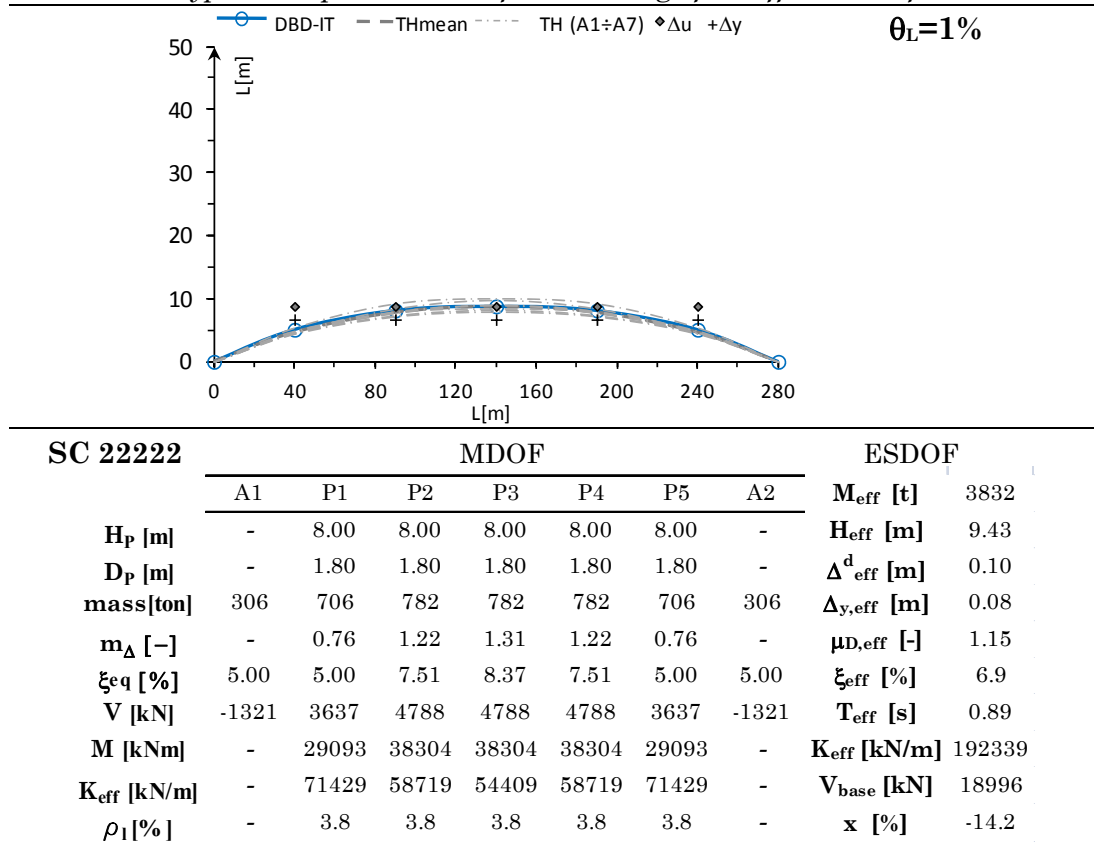 DBD-IT THmean TH (A1÷A7) Δu +Δy
θL=1%
50
L[m]
40
30
20
10
0
0 40 80 120 160 200 240 280
L[m]
SC 22222 MDOF ESDOF
A1 P1 P2 P3 P4 P5 A2 Meff [t] 3832
HP [m] - 8.00 8.00 8.00 8.00 8.00 - Heff [m] 9.43
DP [m] - 1.80 1.80 1.80 1.80 1.80 - Δdeff [m] 0.10
mass[ton] 306 706 782 782 782 706 306 Δy,eff [m] 0.08
mΔ [–] - 0.76 1.22 1.31 1.22 0.76 - μD,eff [-] 1.15
ξeq [%] 5.00 5.00 7.51 8.37 7.51 5.00 5.00 ξeff [%] 6.9
V [kN] -1321 3637 4788 4788 4788 3637 -1321 Teff [s] 0.89
M [kNm] - 29093 38304 38304 38304 29093 - Keff [kN/m] 192339
Keff [kN/m] - 71429 58719 54409 58719 71429 - Vbase [kN] 18996
ρl [%] - 3.8 3.8 3.8 3.8 3.8 - x [%] -14.2